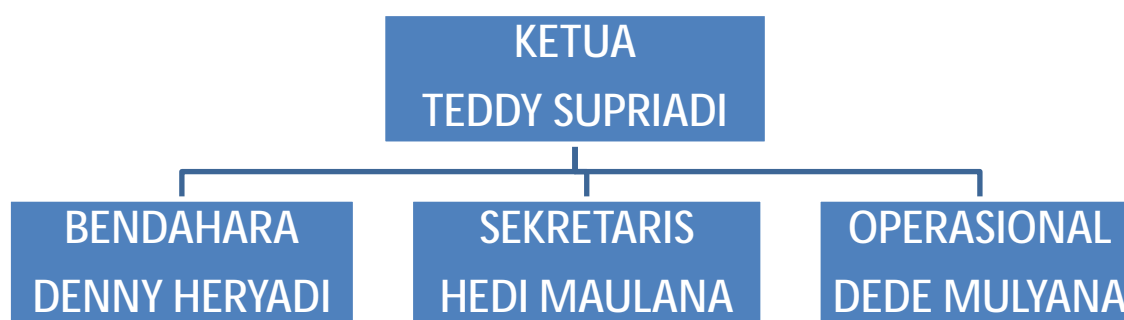 KETUA
TEDDY SUPRIADI
BENDAHARA
DENNY HERYADI
SEKRETARIS
HEDI MAULANA
OPERASIONAL
DEDE MULYANA